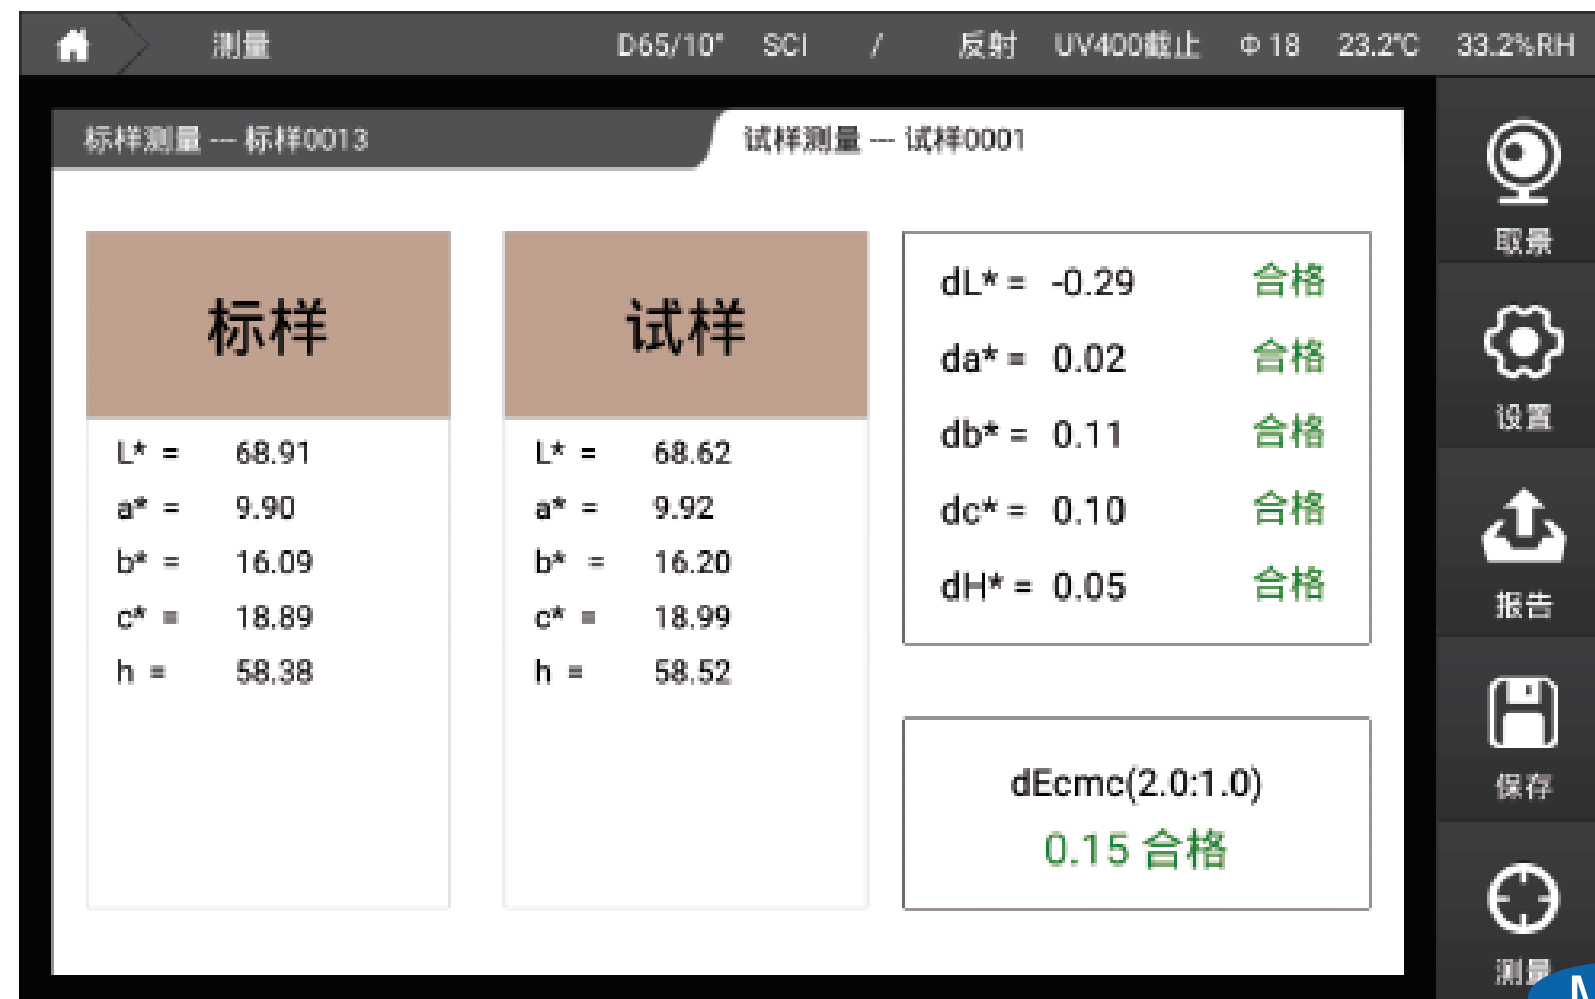 测量 D65/10° SCI / 反射 UV400截止 Φ 18 23.2℃ 33.2%RH
标样测量 --- 标样0013
试样测量 --- 试样0001
标样
L* = 68.91
a* = 9.90
b* = 16.09
c* = 18.89
h = 58.38
试样
L* = 68.62
a* = 9.92
b* = 16.20
c* = 18.99
h = 58.52
dL* = -0.29 合格
da* = 0.02 合格
db* = 0.11 合格
dc* = 0.10 合格
dH* = 0.05 合格
dEcmc(2.0:1.0)
0.15 合格
取景
设置
报告
保存
测量